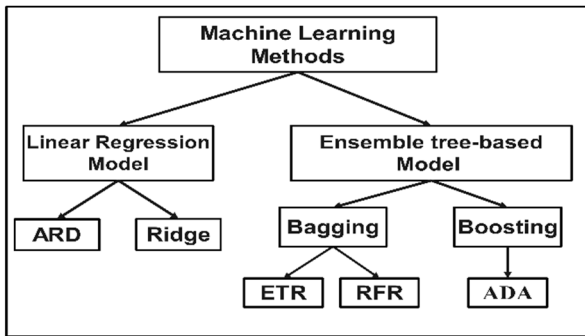 Machine Learning
Methods
Linear Regression
Model
Ensemble tree-based
Model
ARD
Ridge
Bagging
Boosting
ETR
RFR
ADA